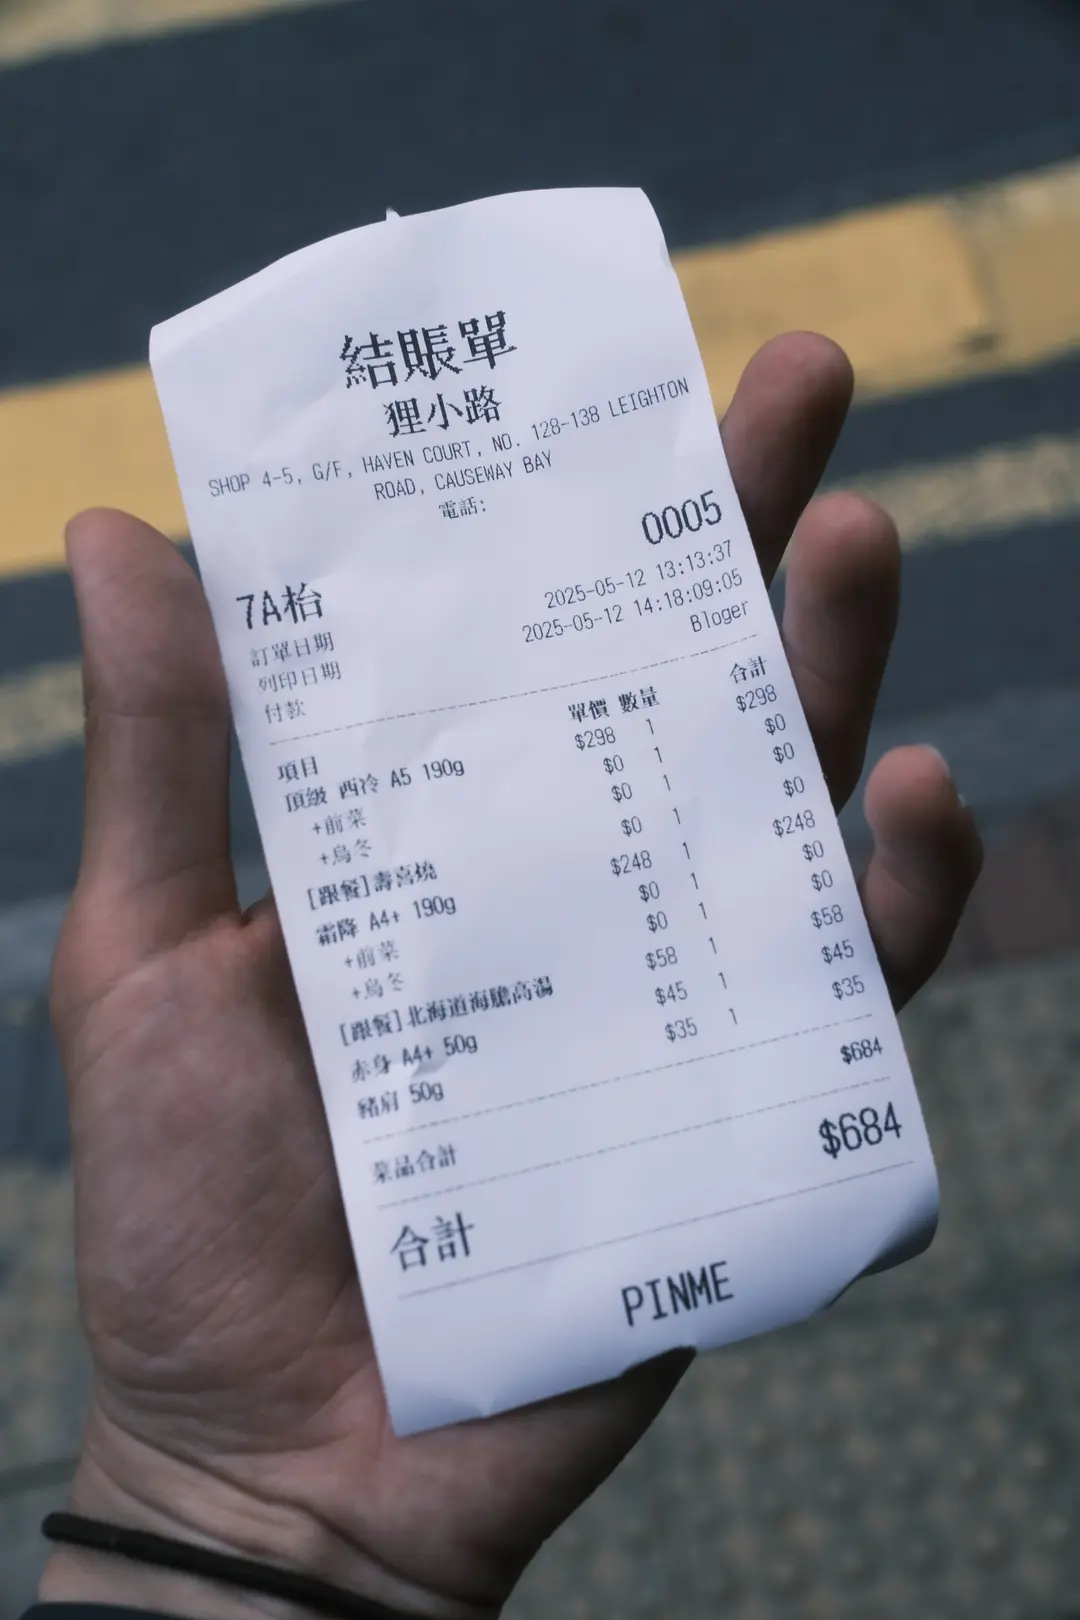 結賬單
狸小路
SHOP 4-5, G/F, HAVEN COURT, NO. 128-138 LEIGHTON
ROAD, CAUSEWAY BAY
電話:
0005
7A枱
訂單日期 2025-05-12 13:13:37
列印日期 2025-05-12 14:18:09:05
付款 Bloger
項目 單價 數量 合計
頂級 西冷 A5 190g $298 1 $298
+前菜 $0 1 $0
+烏冬 $0 1 $0
[跟餐]壽喜燒 $0 1 $0
霜降 A4+ 190g $248 1 $248
+前菜 $0 1 $0
+烏冬 $0 1 $0
[跟餐]北海道海膽高湯 $58 1 $58
赤身 A4+ 50g $45 1 $45
豬肩 50g $35 $35
菜品合計 $684
合計 $684
PINME